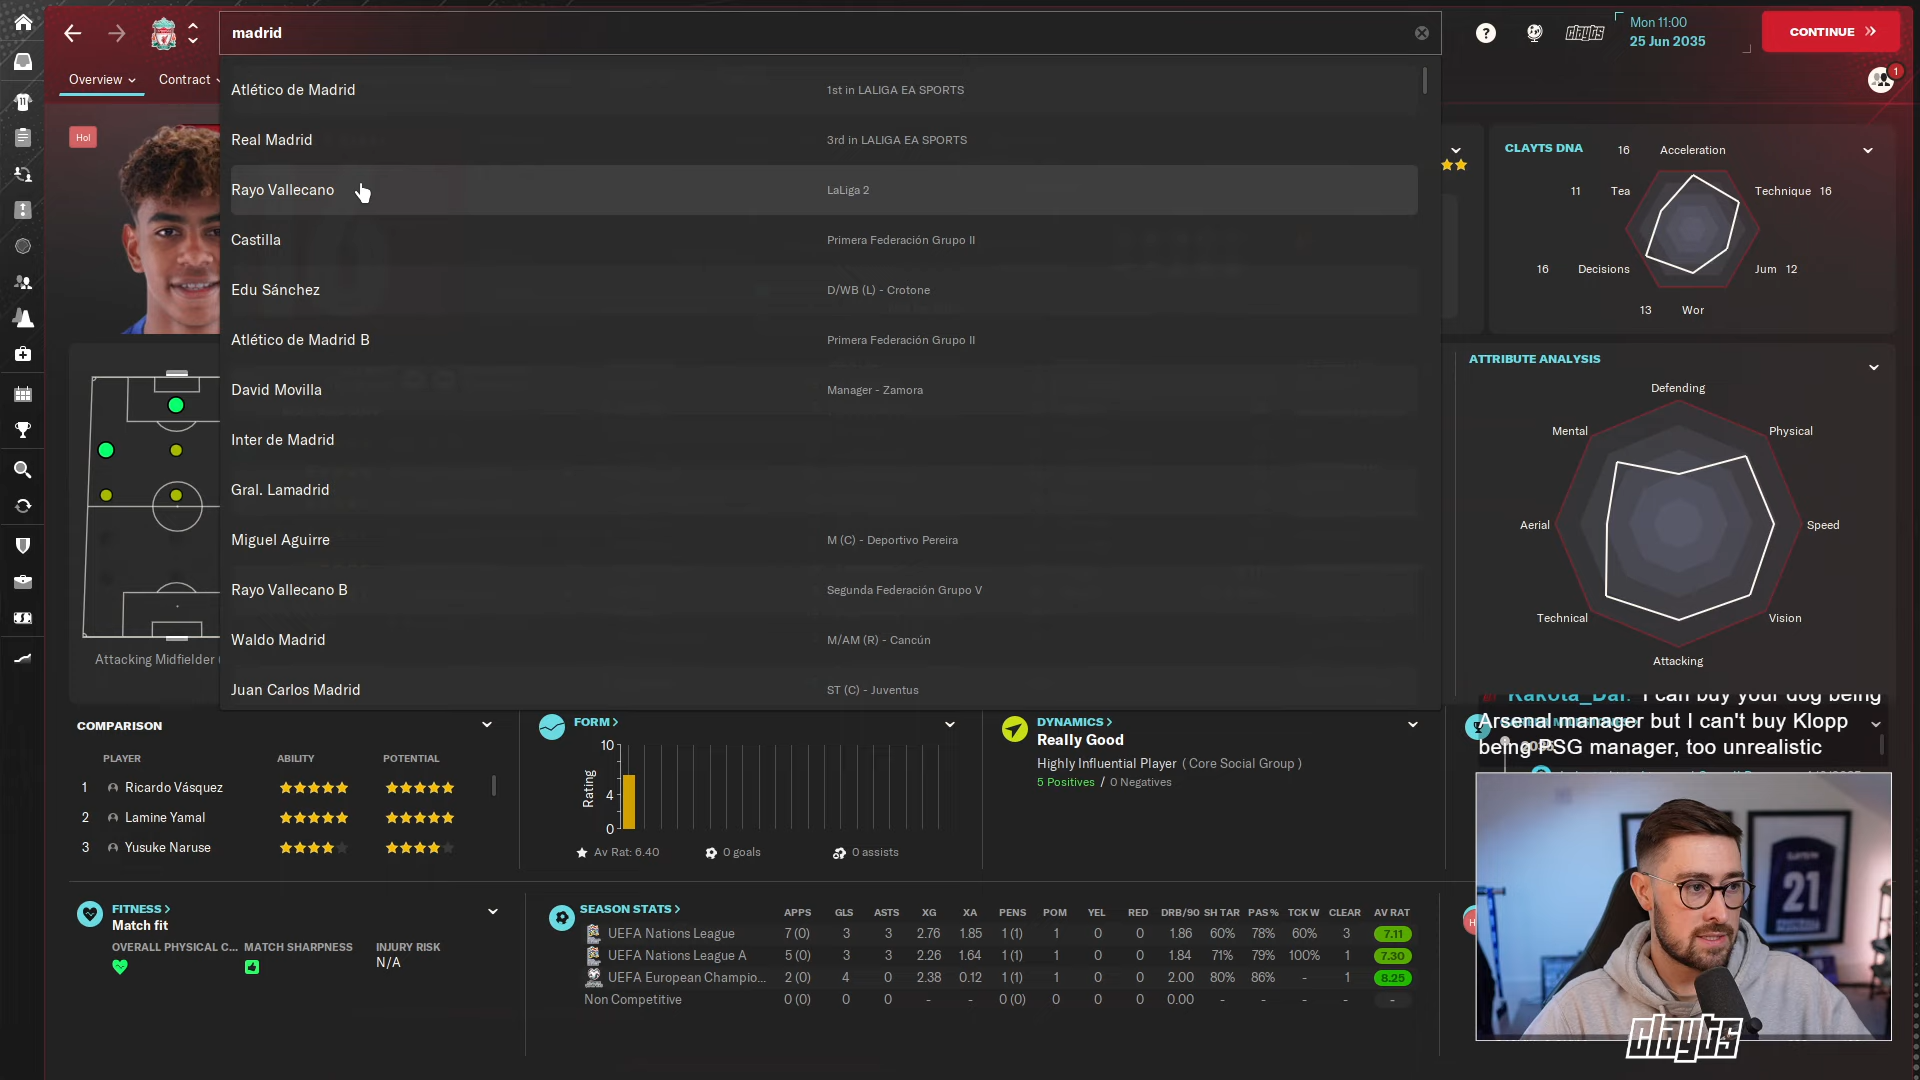 madrid
Mon 11:00
25 Jun 2035
CONTINUE
clayts
1
Overview
Contract
Hol
Atlético de Madrid 1st in LALIGA EA SPORTS
Real Madrid 3rd in LALIGA EA SPORTS
Rayo Vallecano LaLiga 2
Castilla Primera Federación Grupo II
Edu Sánchez D/WB (L) - Crotone
Atlético de Madrid B Primera Federación Grupo II
David Movilla Manager - Zamora
Inter de Madrid
Gral. Lamadrid
Miguel Aguirre M (C) - Deportivo Pereira
Rayo Vallecano B Segunda Federación Grupo V
Waldo Madrid M/AM (R) - Cancún
Juan Carlos Madrid ST (C) - Juventus
Attacking Midfielder
CLAYTS DNA
16 Acceleration
11 Tea
Technique 16
16 Decisions
Jum 12
13 Wor
ATTRIBUTE ANALYSIS
Defending
Mental
Physical
Aerial
Speed
Technical
Vision
Attacking
Kakota_Dal: I can buy your dog being
Arsenal manager but I can't buy Klopp
being PSG manager, too unrealistic
COMPARISON
PLAYER ABILITY POTENTIAL
1 Ricardo Vásquez
2 Lamine Yamal
3 Yusuke Naruse
FORM >
Rating
10
4
0
Av Rat: 6.40 0 goals 0 assists
DYNAMICS >
Really Good
Highly Influential Player ( Core Social Group )
5 Positives / 0 Negatives
FITNESS >
Match fit
OVERALL PHYSICAL C... MATCH SHARPNESS INJURY RISK
N/A
SEASON STATS > APPS GLS ASTS XG XA PENS POM YEL RED DRB/90 SH TAR PAS % TCK W CLEAR AV RAT
UEFA Nations League 7 (0) 3 3 2.76 1.85 1 (1) 1 0 0 1.86 60% 78% 60% 3 7.11
UEFA Nations League A 5 (0) 3 3 2.26 1.64 1 (1) 1 0 0 1.84 71% 79% 100% 1 7.30
UEFA European Champio... 2 (0) 4 0 2.38 0.12 1 (1) 1 0 0 2.00 80% 86% - 1 8.25
Non Competitive 0 (0) 0 0 - - 0 (0) 0 0 0 0.00 - - - - -
21
clayts